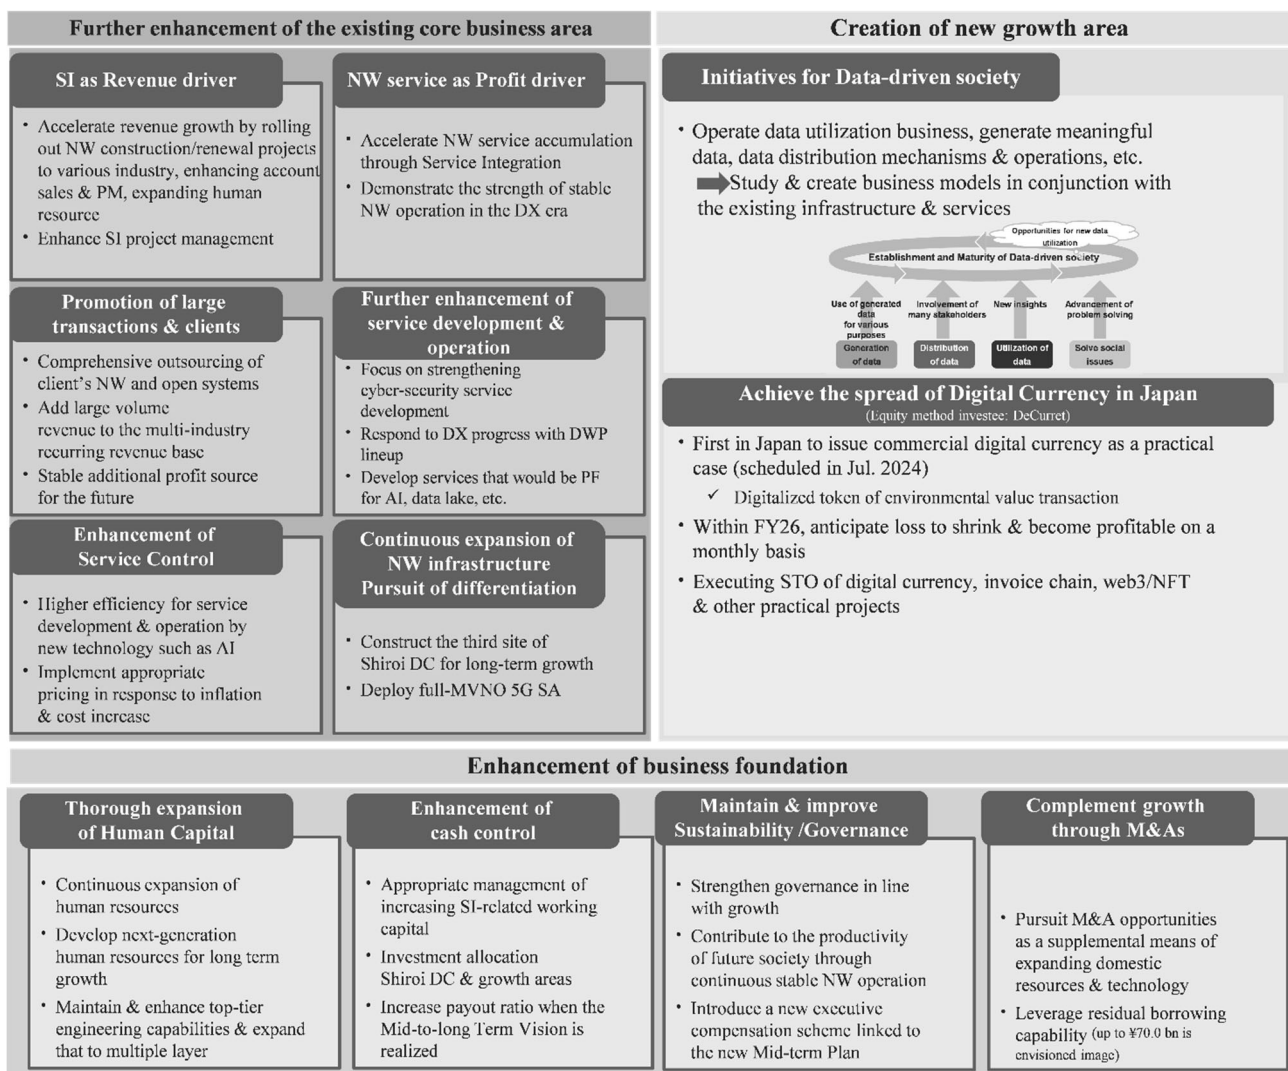 Further enhancement of the existing core business area
SI as Revenue driver
• Accelerate revenue growth by rolling
out NW construction/renewal projects
to various industry, enhancing account
sales & PM, expanding human
resource
• Enhance SI project management
NW service as Profit driver
• Accelerate NW service accumulation
through Service Integration
• Demonstrate the strength of stable
NW operation in the DX era
Promotion of large
transactions & clients
• Comprehensive outsourcing of
client's NW and open systems
• Add large volume
revenue to the multi-industry
recurring revenue base
• Stable additional profit source
for the future
Further enhancement of
service development &
operation
• Focus on strengthening
cyber-security service
development
• Respond to DX progress with DWP
lineup
• Develop services that would be PF
for AI, data lake, etc.
Enhancement of
Service Control
• Higher efficiency for service
development & operation by
new technology such as AI
• Implement appropriate
pricing in response to inflation
& cost increase
Continuous expansion of
NW infrastructure
Pursuit of differentiation
• Construct the third site of
Shiroi DC for long-term growth
• Deploy full-MVNO 5G SA
Creation of new growth area
Initiatives for Data-driven society
• Operate data utilization business, generate meaningful
data, data distribution mechanisms & operations, etc.
Study & create business models in conjunction with
the existing infrastructure & services
Opportunities for new data
utilization
Establishment and Maturity of Data-driven society
Use of generated
data
for various
purposes
Generation
of data
Involvement of
many stakeholders
Distribution
of data
New insights
Utilization of
data
Advancement of
problem solving
Solve social
issues
Achieve the spread of Digital Currency in Japan
(Equity method investee: DeCurret)
• First in Japan to issue commercial digital currency as a practical
case (scheduled in Jul. 2024)
✓ Digitalized token of environmental value transaction
• Within FY26, anticipate loss to shrink & become profitable on a
monthly basis
• Executing STO of digital currency, invoice chain, web3/NFT
& other practical projects
Enhancement of business foundation
Thorough expansion
of Human Capital
• Continuous expansion of
human resources
• Develop next-generation
human resources for long term
growth
• Maintain & enhance top-tier
engineering capabilities & expand
that to multiple layer
Enhancement of
cash control
• Appropriate management of
increasing SI-related working
capital
• Investment allocation
Shiroi DC & growth areas
• Increase payout ratio when the
Mid-to-long Term Vision is
realized
Maintain & improve
Sustainability /Governance
• Strengthen governance in line
with growth
• Contribute to the productivity
of future society through
continuous stable NW operation
• Introduce a new executive
compensation scheme linked to
the new Mid-term Plan
Complement growth
through M&As
• Pursuit M&A opportunities
as a supplemental means of
expanding domestic
resources & technology
• Leverage residual borrowing
capability (up to ¥70.0 bn is
envisioned image)